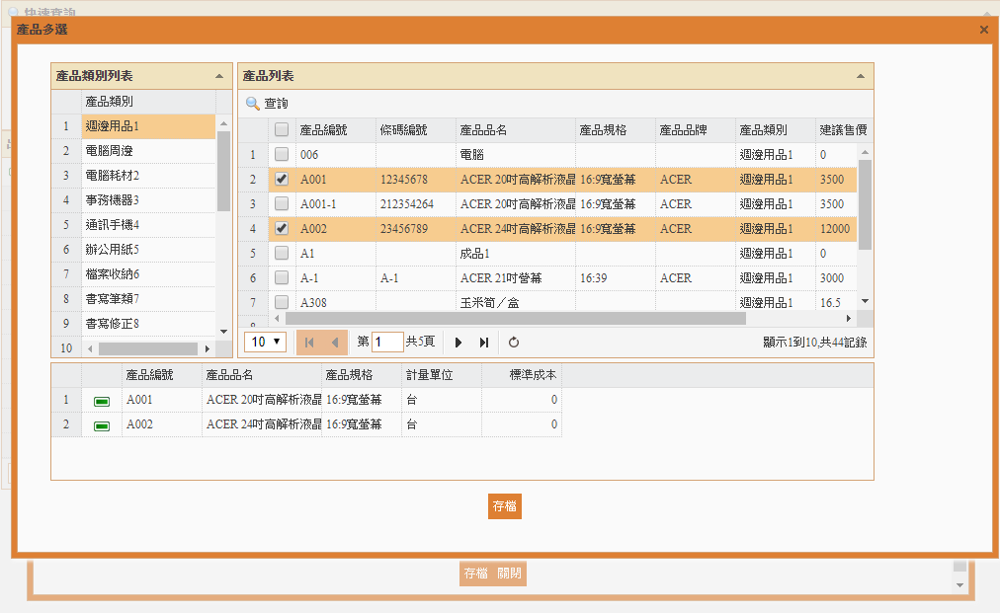 快速查詢
產品多選
產品類別列表
產品類別
1 週邊用品1
2 電腦周邊
3 電腦耗材2
4 事務機器3
5 通訊手機4
6 辦公用紙5
7 檔案收納6
8 書寫筆類7
9 書寫修正8
10
產品列表
查詢
產品編號 條碼編號 產品品名 產品規格 產品品牌 產品類別 建議售價
1 006 電腦 週邊用品1 0
2 A001 12345678 ACER 20吋高解析液晶 16:9寬螢幕 ACER 週邊用品1 3500
3 A001-1 212354264 ACER 20吋高解析液晶 16:9寬螢幕 ACER 週邊用品1 3500
4 A002 23456789 ACER 24吋高解析液晶 16:9寬螢幕 ACER 週邊用品1 12000
5 A1 成品1 週邊用品1 0
6 A-1 A-1 ACER 21吋營幕 16:39 ACER 週邊用品1 3000
7 A308 玉米筍／盒 週邊用品1 16.5
8
10 第 1 共5頁 顯示1到10,共44記錄
產品編號 產品品名 產品規格 計量單位 標準成本
1 A001 ACER 20吋高解析液晶 16:9寬螢幕 台 0
2 A002 ACER 24吋高解析液晶 16:9寬螢幕 台 0
存檔
存檔 關閉